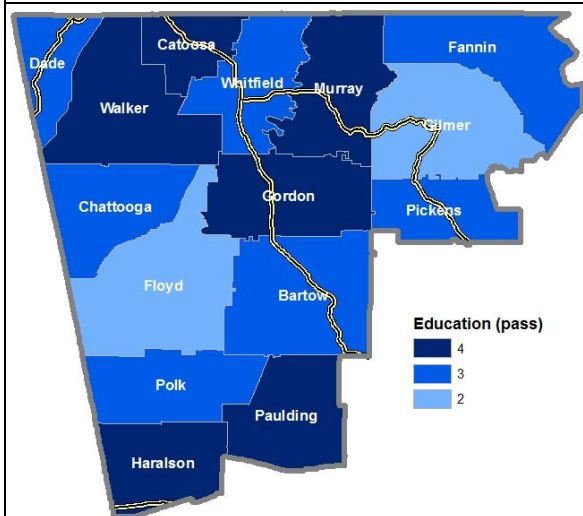 Catoosa
Fannin
Dade
Whitfield
Murray
Walker
Gilmer
Gordon
Chattooga
Pickens
Floyd
Bartow
Education (pass)
4
3
2
Polk
Paulding
Haralson